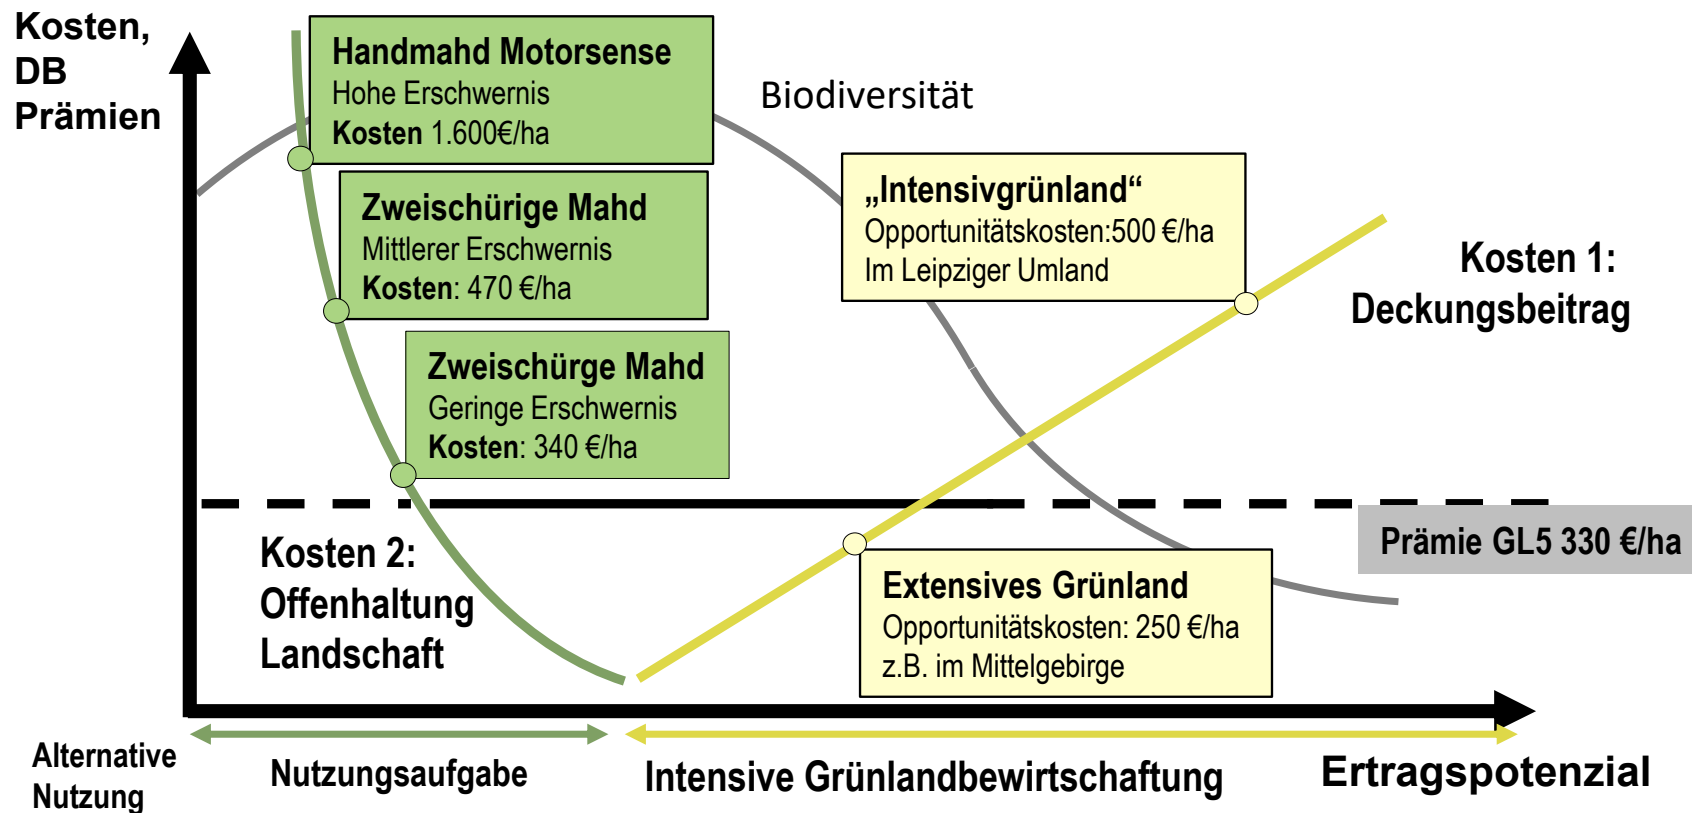 Kosten,
DB
Prämien
Handmahd Motorsense
Hohe Erschwernis
Kosten 1.600€/ha
Biodiversität
Zweischürige Mahd
Mittlerer Erschwernis
Kosten: 470 €/ha
„Intensivgrünland“
Opportunitätskosten:500 €/ha
Im Leipziger Umland
Kosten 1:
Deckungsbeitrag
Zweischürge Mahd
Geringe Erschwernis
Kosten: 340 €/ha
Prämie GL5 330 €/ha
Kosten 2:
Offenhaltung
Landschaft
Extensives Grünland
Opportunitätskosten: 250 €/ha
z.B. im Mittelgebirge
Alternative
Nutzung
Nutzungsaufgabe
Intensive Grünlandbewirtschaftung
Ertragspotenzial